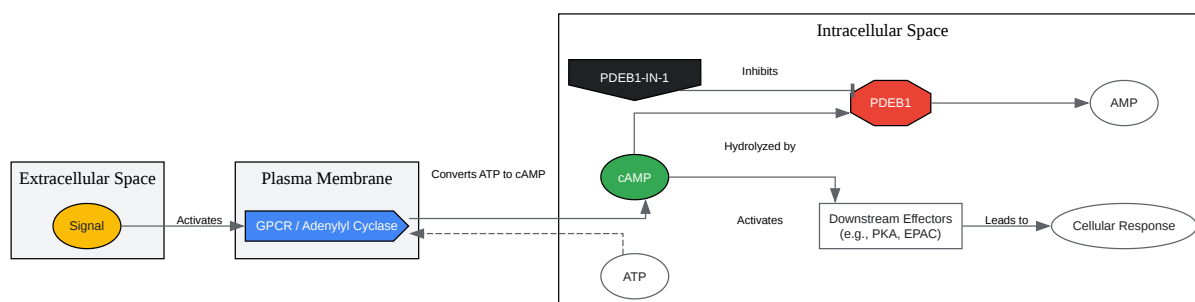 Intracellular Space
PDEB1-IN-1
Inhibits
PDEB1
AMP
Hydrolyzed by
Extracellular Space
Plasma Membrane
Converts ATP to cAMP
cAMP
Signal
Activates
GPCR / Adenylyl Cyclase
Activates
Downstream Effectors
(e.g., PKA, EPAC)
Leads to
Cellular Response
ATP